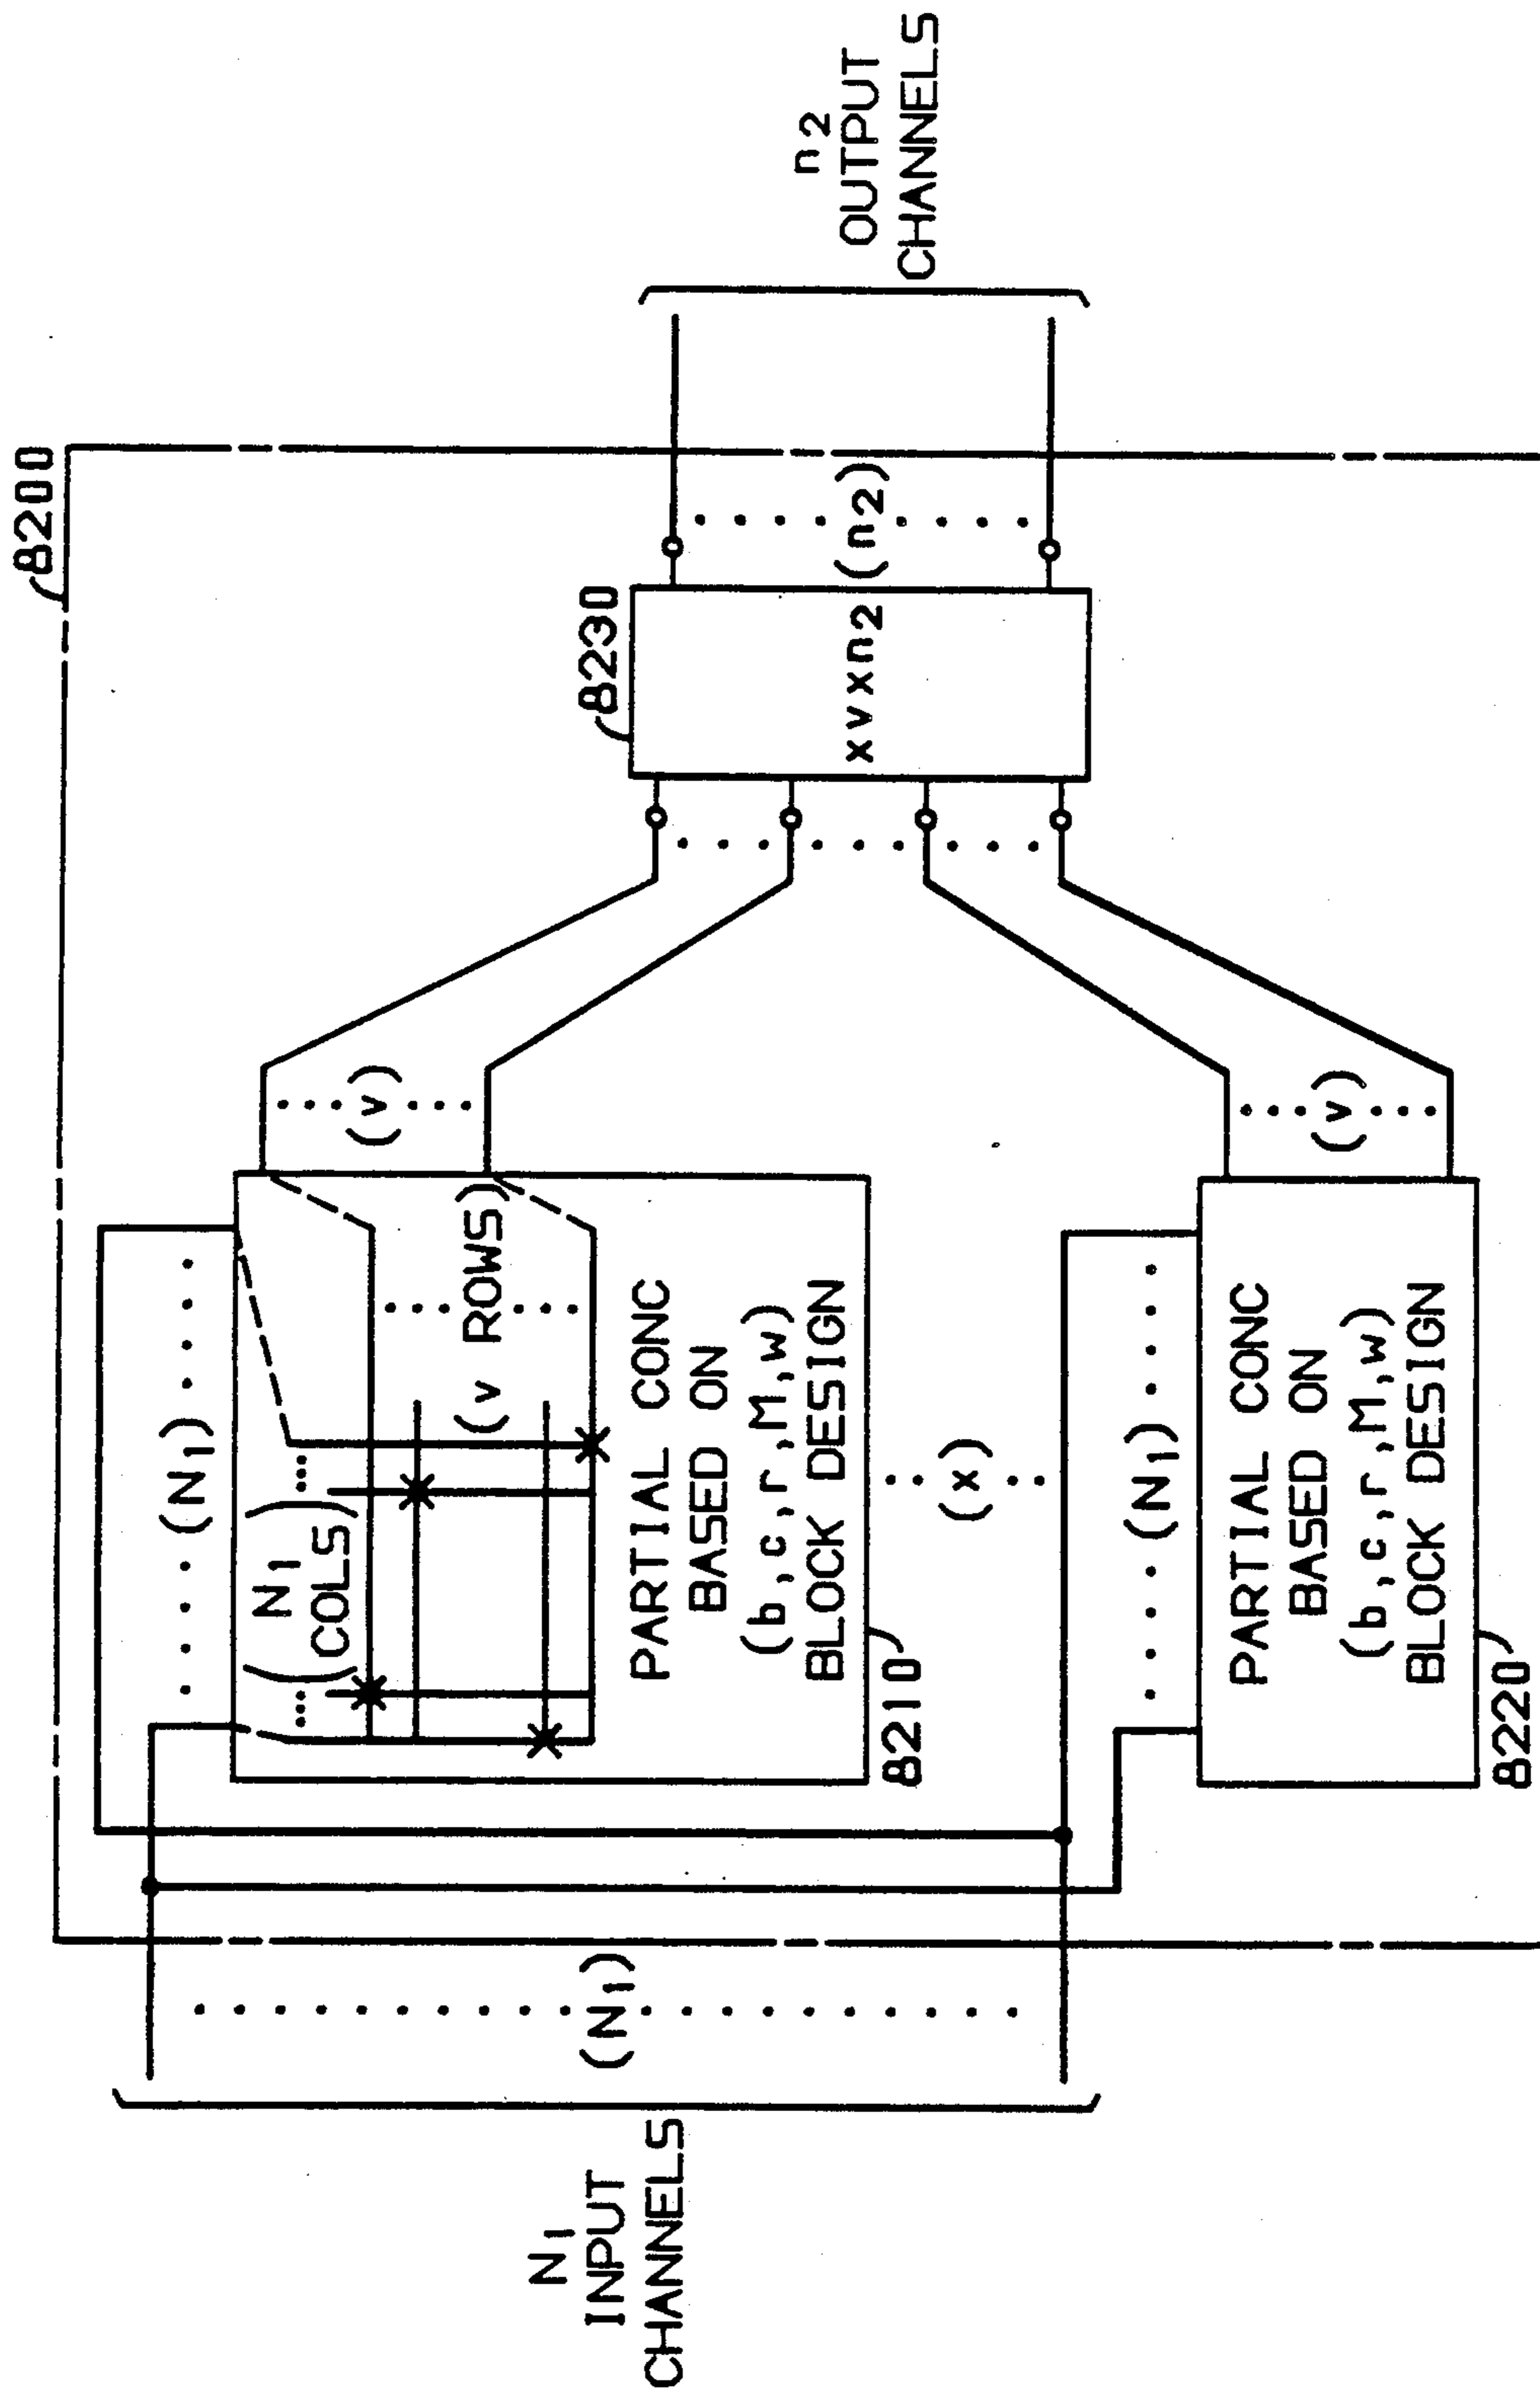 8200
N1
INPUT
CHANNELS
(N1)
(N1)
N1
(COLS)
(v ROWS)
PARTIAL CONC
BASED ON
(b,c,r,M,w)
BLOCK DESIGN
8210
(v)
(x)
(N1)
PARTIAL CONC
BASED ON
(b,c,r,M,w)
BLOCK DESIGN
8220
(v)
8230
xvxn2
(n2)
n2
OUTPUT
CHANNELS